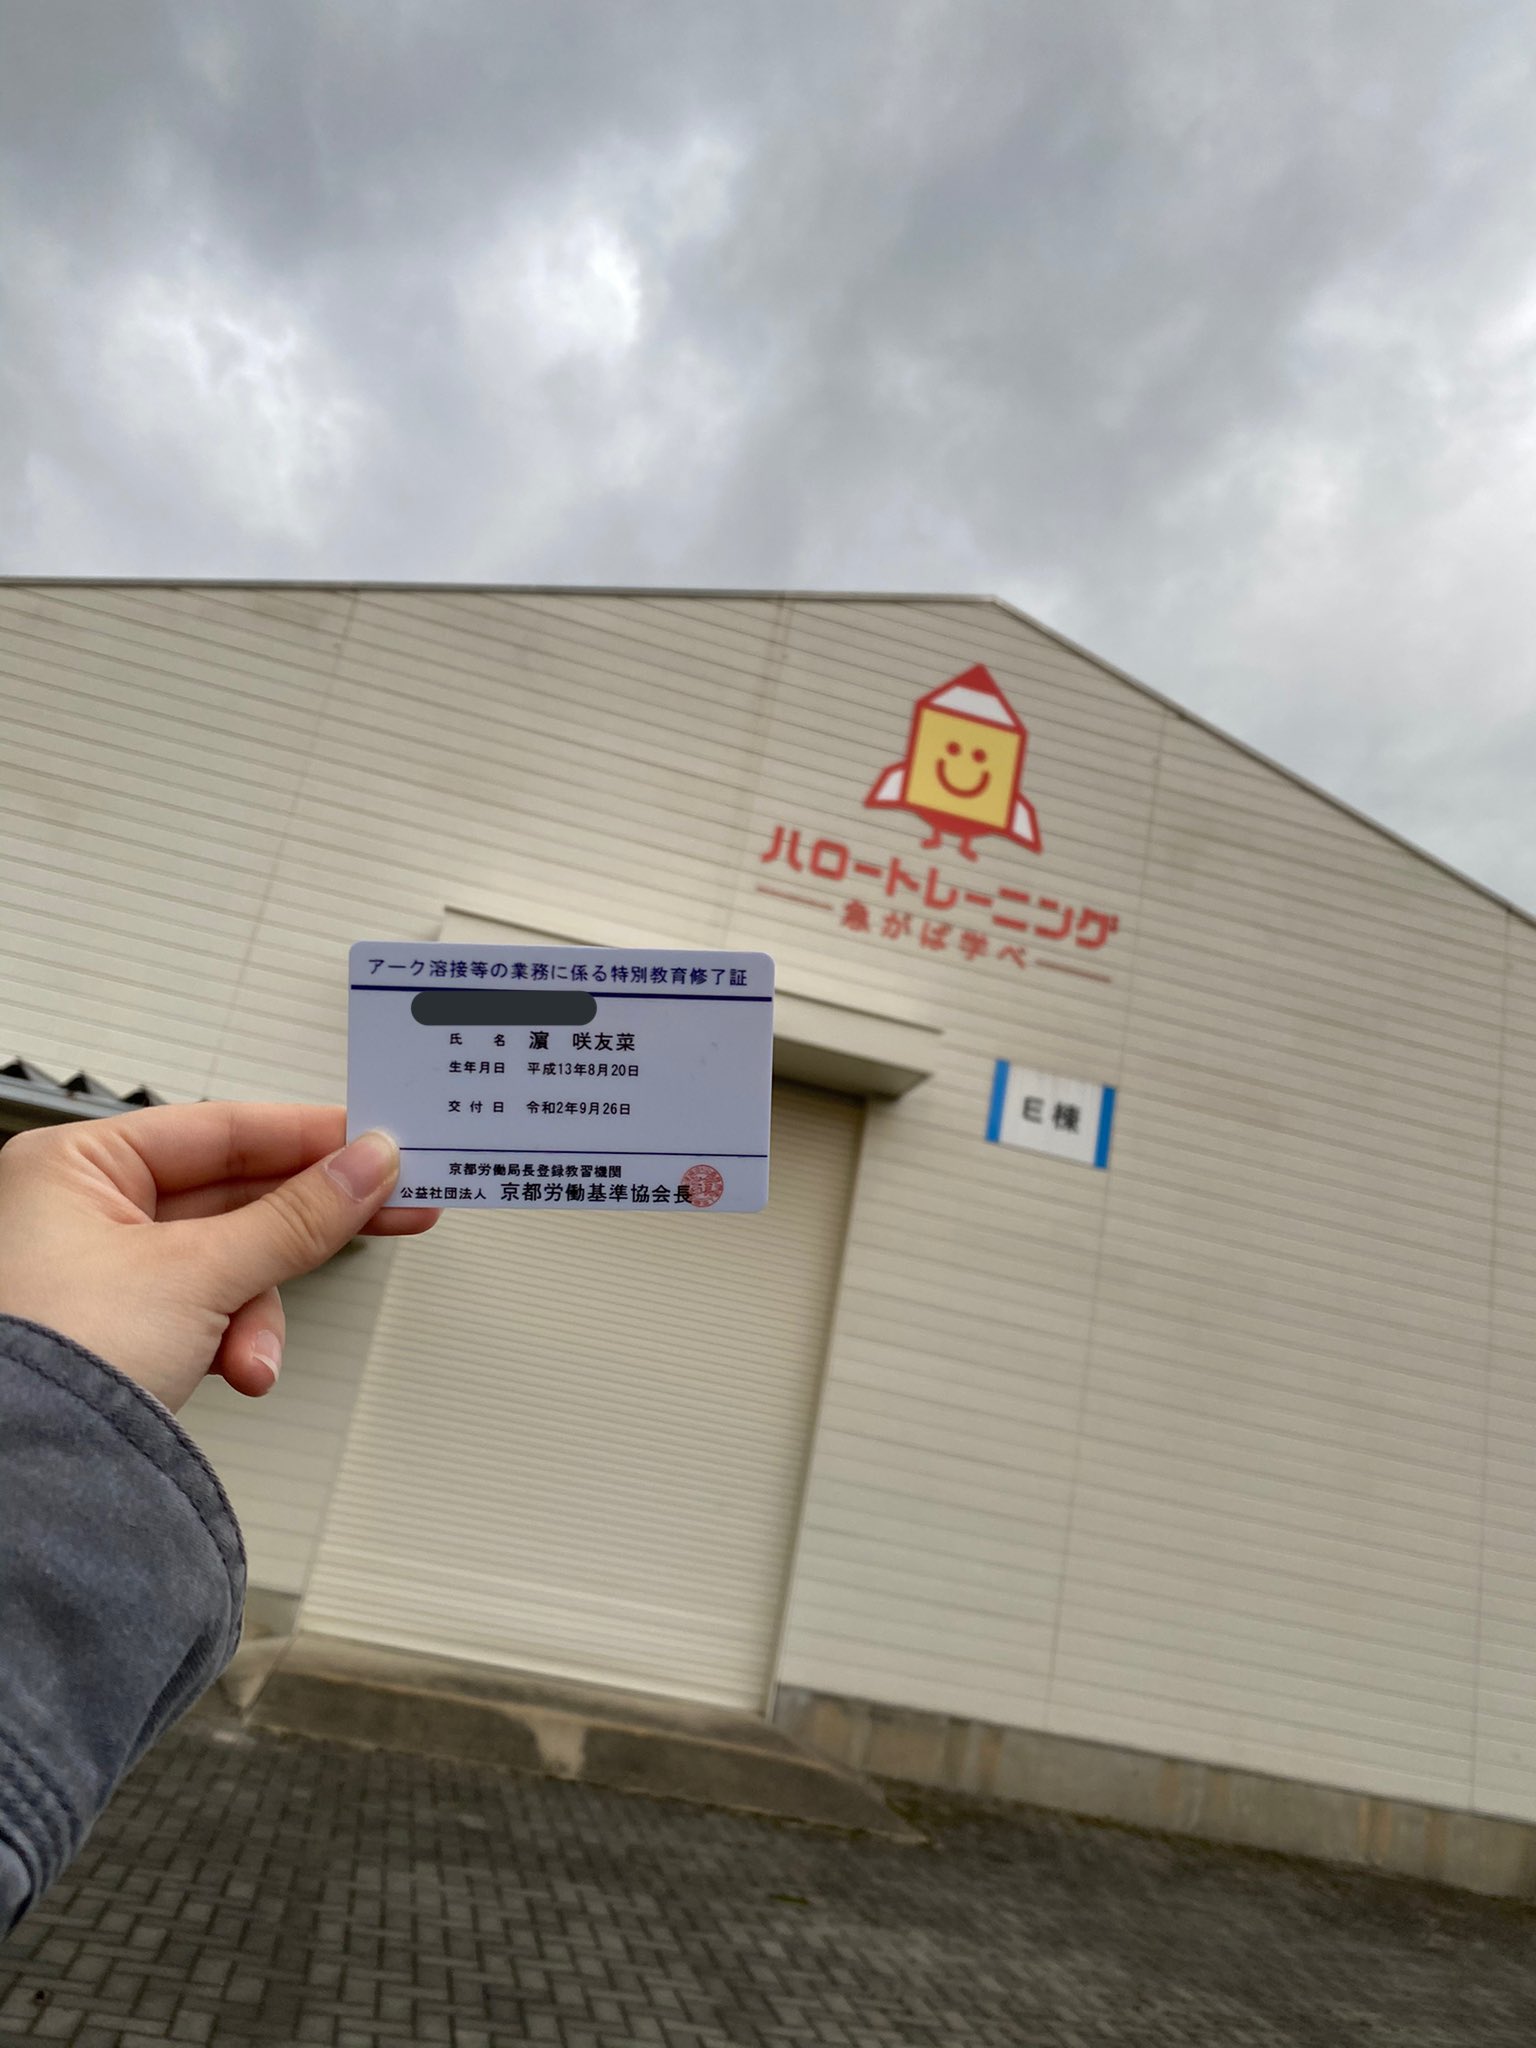 ハロートレーニング
急がば学べ
E棟
アーク溶接等の業務に係る特別教育修了証
氏 名 濵 咲友菜
生年月日 平成13年8月20日
交付日 令和2年9月26日
京都労働局長登録教習機関
公益社団法人 京都労働基準協会長